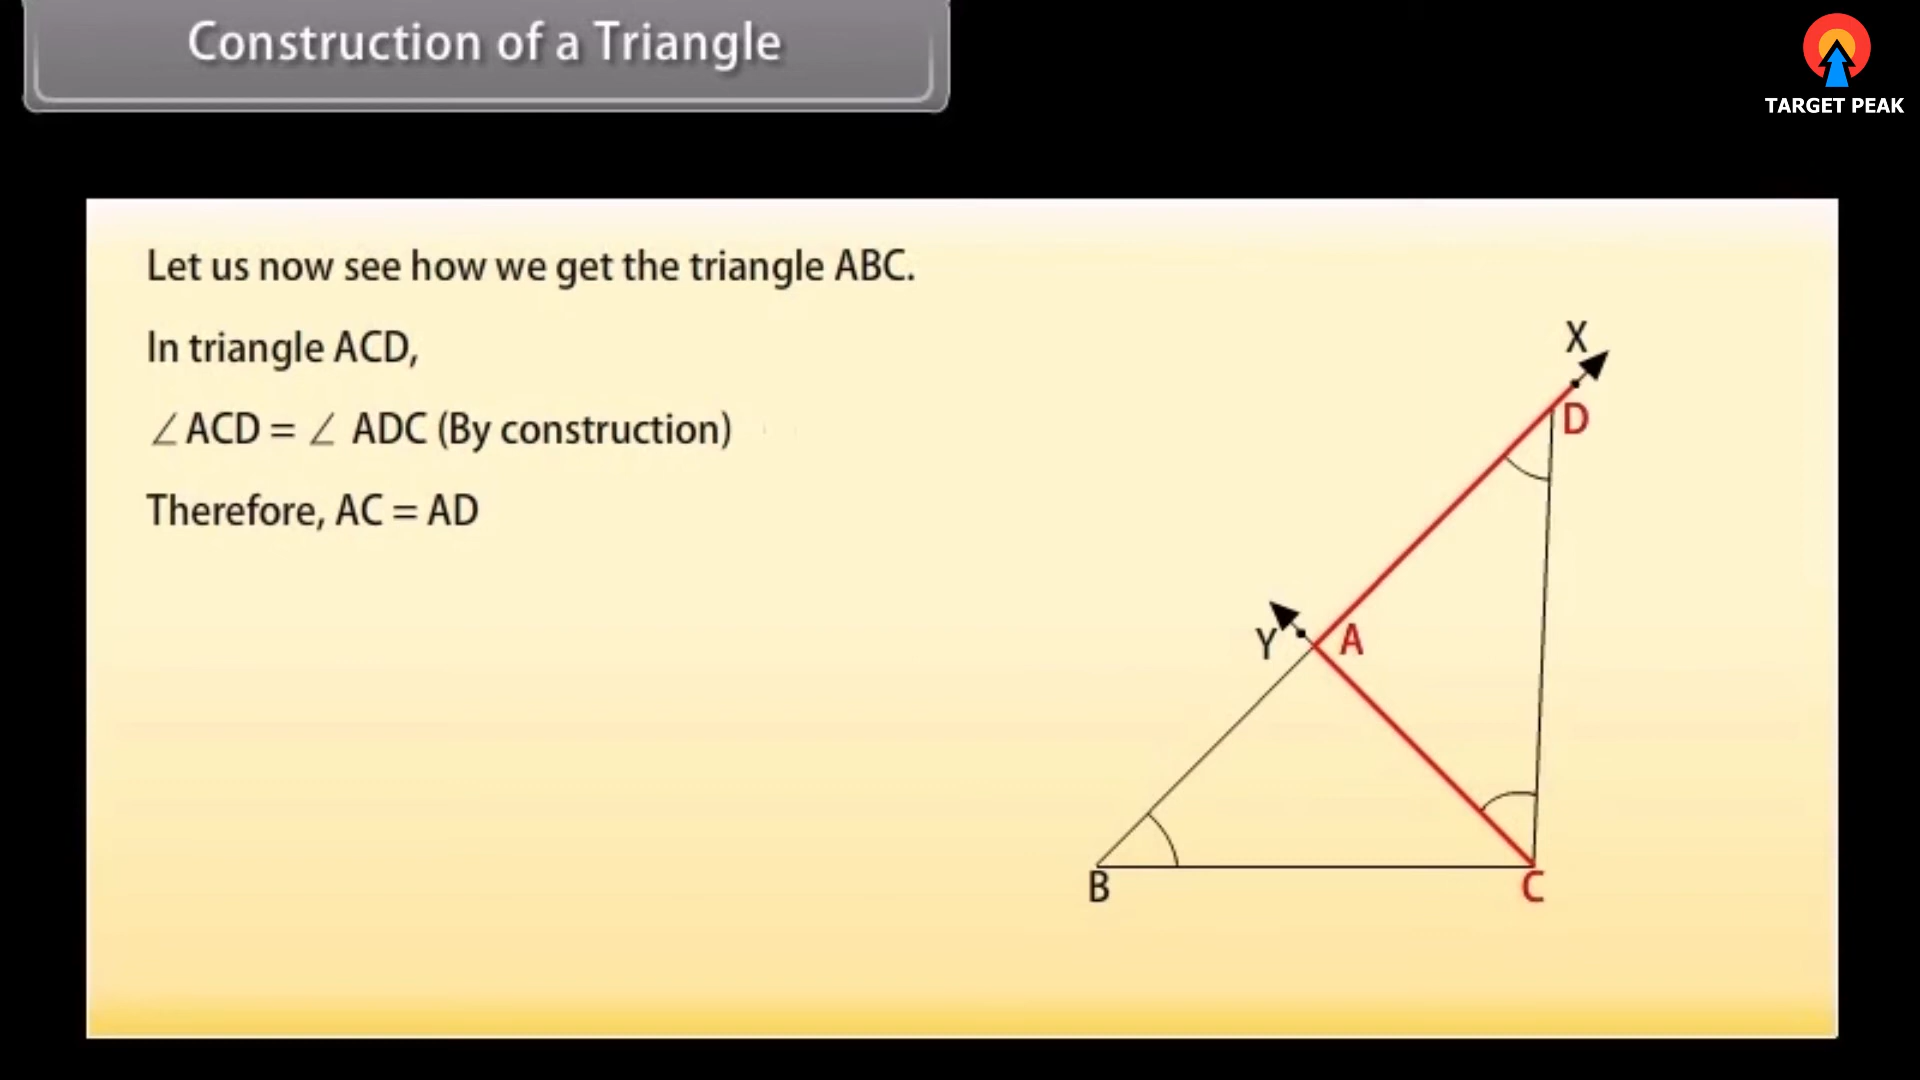 Construction of a Triangle
TARGET PEAK
Let us now see how we get the triangle ABC.
In triangle ACD,
∠ACD = ∠ ADC (By construction)
Therefore, AC = AD
X
D
Y
A
B
C